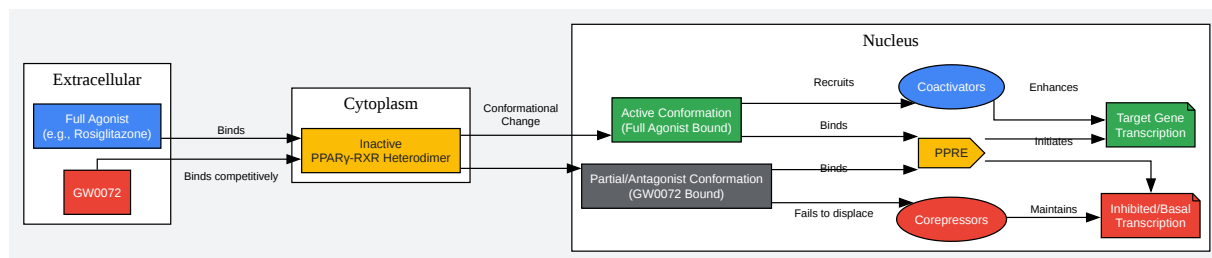 Extracellular
Full Agonist
(e.g., Rosiglitazone)
GW0072
Binds
Binds competitively
Cytoplasm
Inactive
PPARγ-RXR Heterodimer
Conformational
Change
Nucleus
Active Conformation
(Full Agonist Bound)
Partial/Antagonist Conformation
(GW0072 Bound)
Recruits
Binds
Binds
Fails to displace
Coactivators
PPRE
Corepressors
Enhances
Initiates
Maintains
Target Gene
Transcription
Inhibited/Basal
Transcription